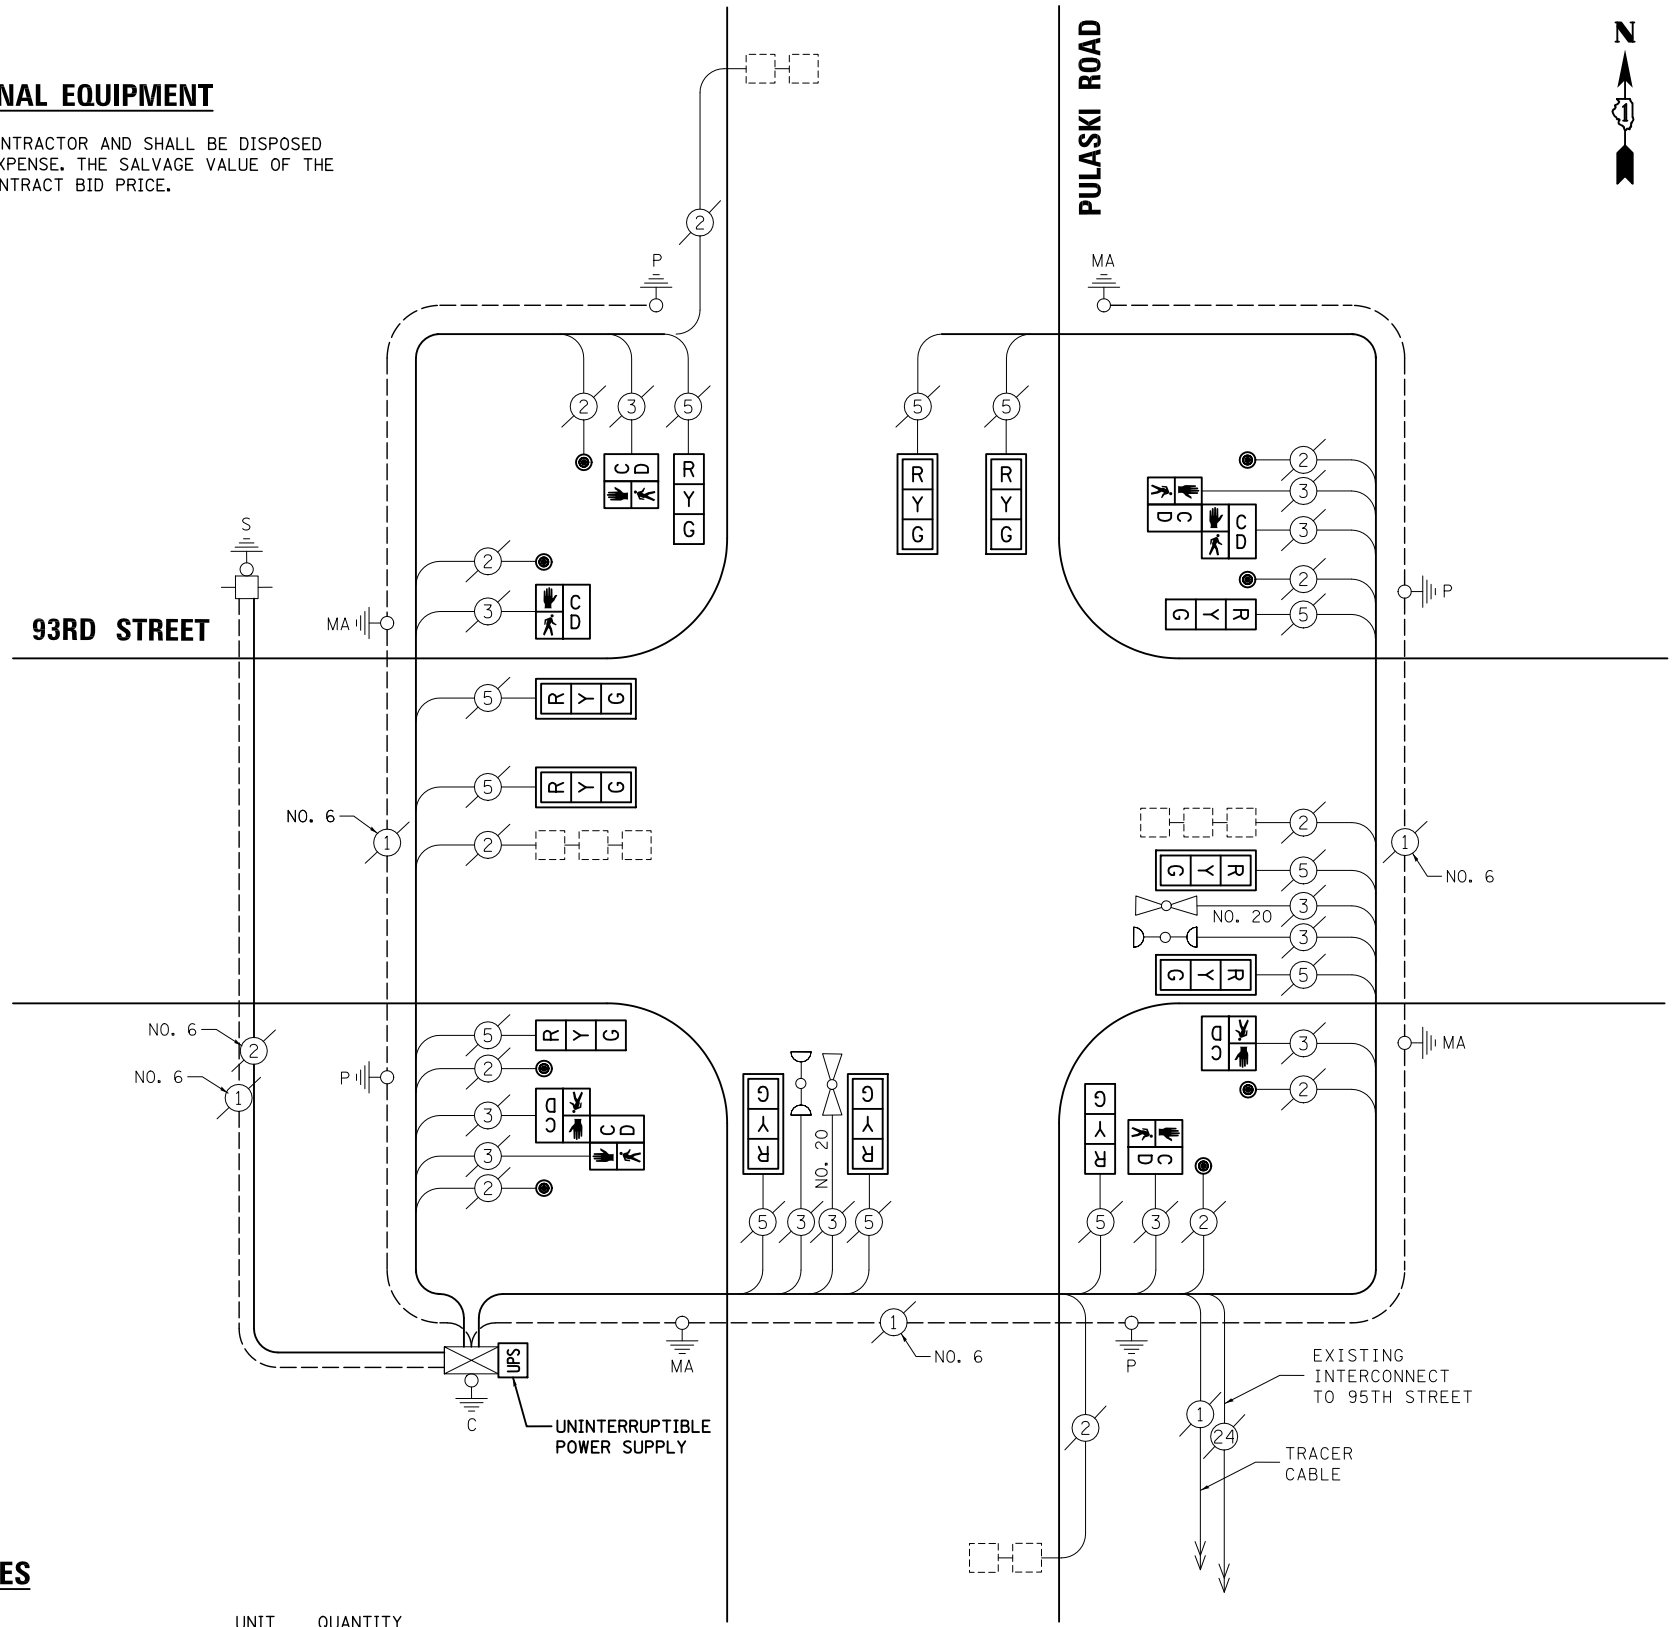 NAL EQUIPMENT
NTRACTOR AND SHALL BE DISPOSED
XPENSE. THE SALVAGE VALUE OF THE
NTRACT BID PRICE.
PULASKI ROAD
N
1
2
P
MA
2
3
5
5
5
C D
R
Y
G
R
Y
G
R
Y
G
2
3
C D
C D
3
2
R Y G
5
P
S
2
3
C D
MA
93RD STREET
5
R Y G
5
R Y G
2
NO. 6
1
2
R Y G
5
3
NO. 20
3
R Y G
5
1
NO. 6
NO. 6
2
NO. 6
1
5
R Y G
2
P
3
C D
C D
3
2
G Y R
G Y R
NO. 20
5
3
3
5
C D
3
2
MA
G Y R
C D
5
3
2
MA
1
NO. 6
P
UPS
C
UNINTERRUPTIBLE
POWER SUPPLY
2
1
24
EXISTING
INTERCONNECT
TO 95TH STREET
TRACER
CABLE
ES
UNIT QUANTITY